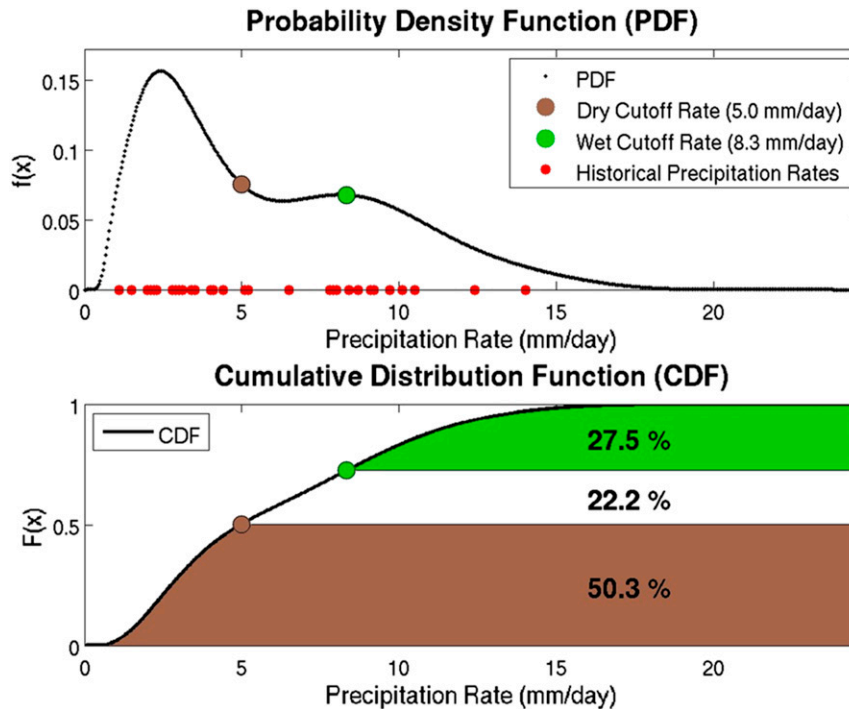 Probability Density Function (PDF)
f(x)
0.15
0.1
0.05
0
PDF
Dry Cutoff Rate (5.0 mm/day)
Wet Cutoff Rate (8.3 mm/day)
Historical Precipitation Rates
0 5 10 15 20
Precipitation Rate (mm/day)
Cumulative Distribution Function (CDF)
F(x)
1
0.5
0
CDF
27.5 %
22.2 %
50.3 %
0 5 10 15 20
Precipitation Rate (mm/day)